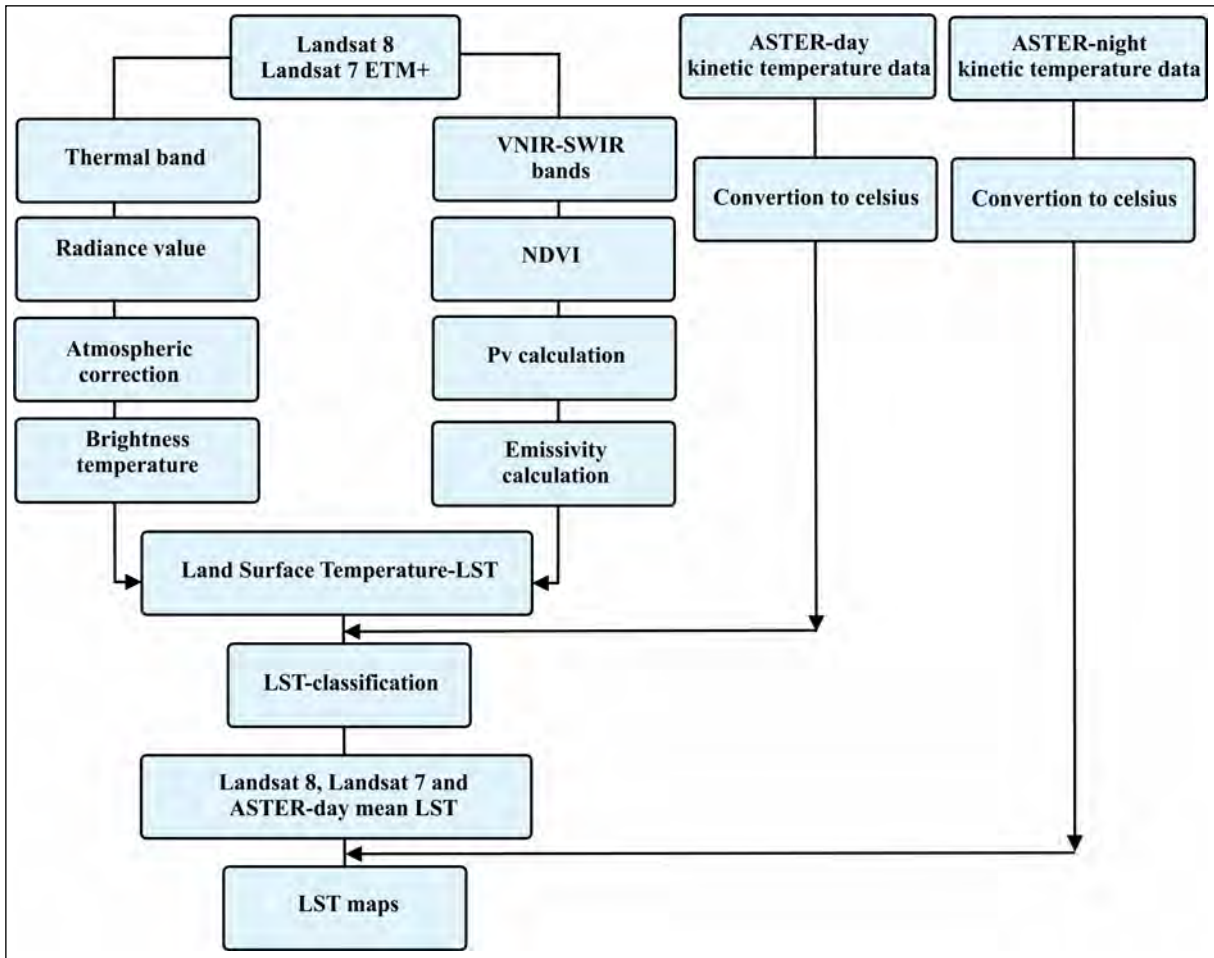 Landsat 8
Landsat 7 ETM+
ASTER-day
kinetic temperature data
ASTER-night
kinetic temperature data
Thermal band
VNIR-SWIR
bands
Convertion to celsius
Convertion to celsius
Radiance value
NDVI
Atmospheric
correction
Pv calculation
Brightness
temperature
Emissivity
calculation
Land Surface Temperature-LST
LST-classification
Landsat 8, Landsat 7 and
ASTER-day mean LST
LST maps